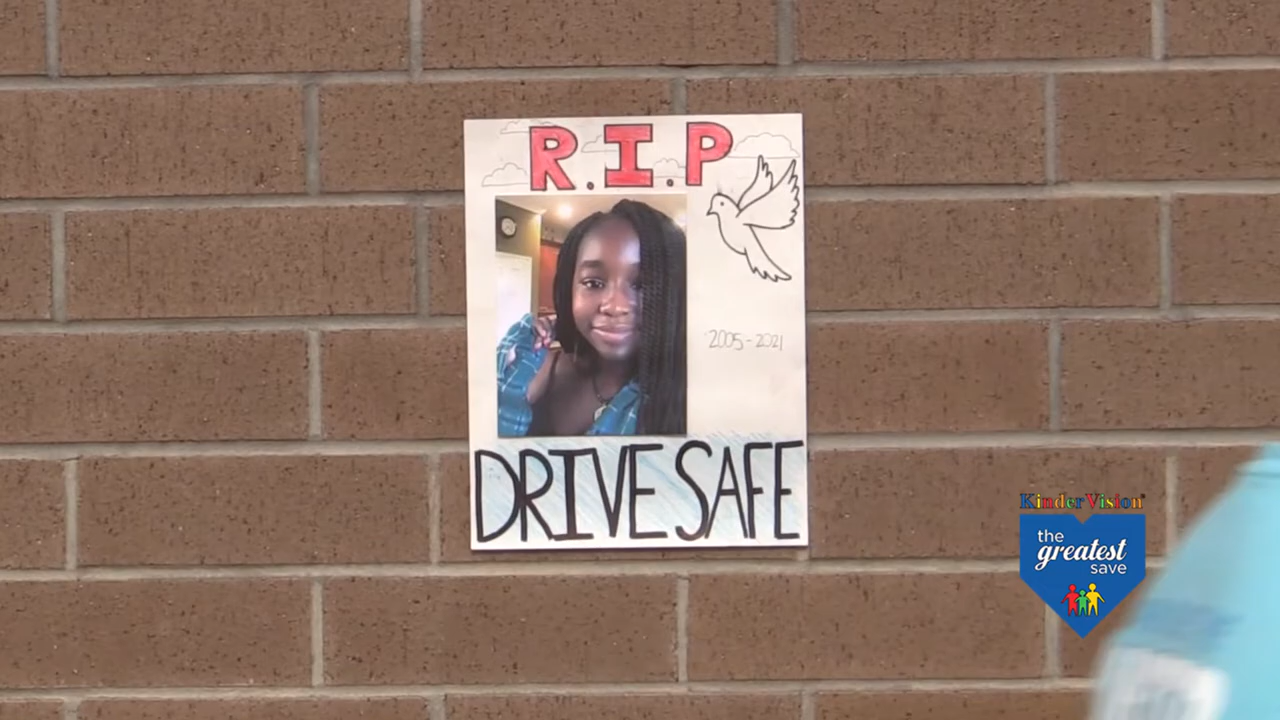 R.I.P
2005-2021
DRIVE SAFE
KinderVision®
the
greatest
save